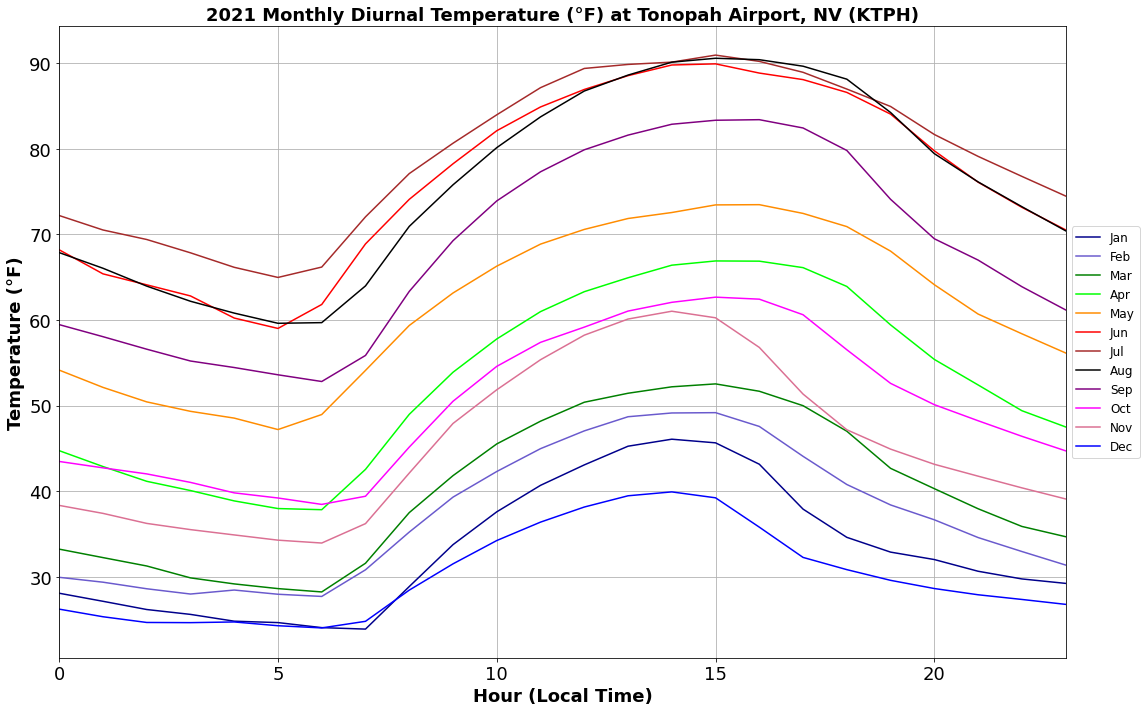 2021 Monthly Diurnal Temperature (°F) at Tonopah Airport, NV (KTPH)
Temperature (°F)
90
80
70
60
50
40
30
0 5 10 15 20
Hour (Local Time)
Jan
Feb
Mar
Apr
May
Jun
Jul
Aug
Sep
Oct
Nov
Dec